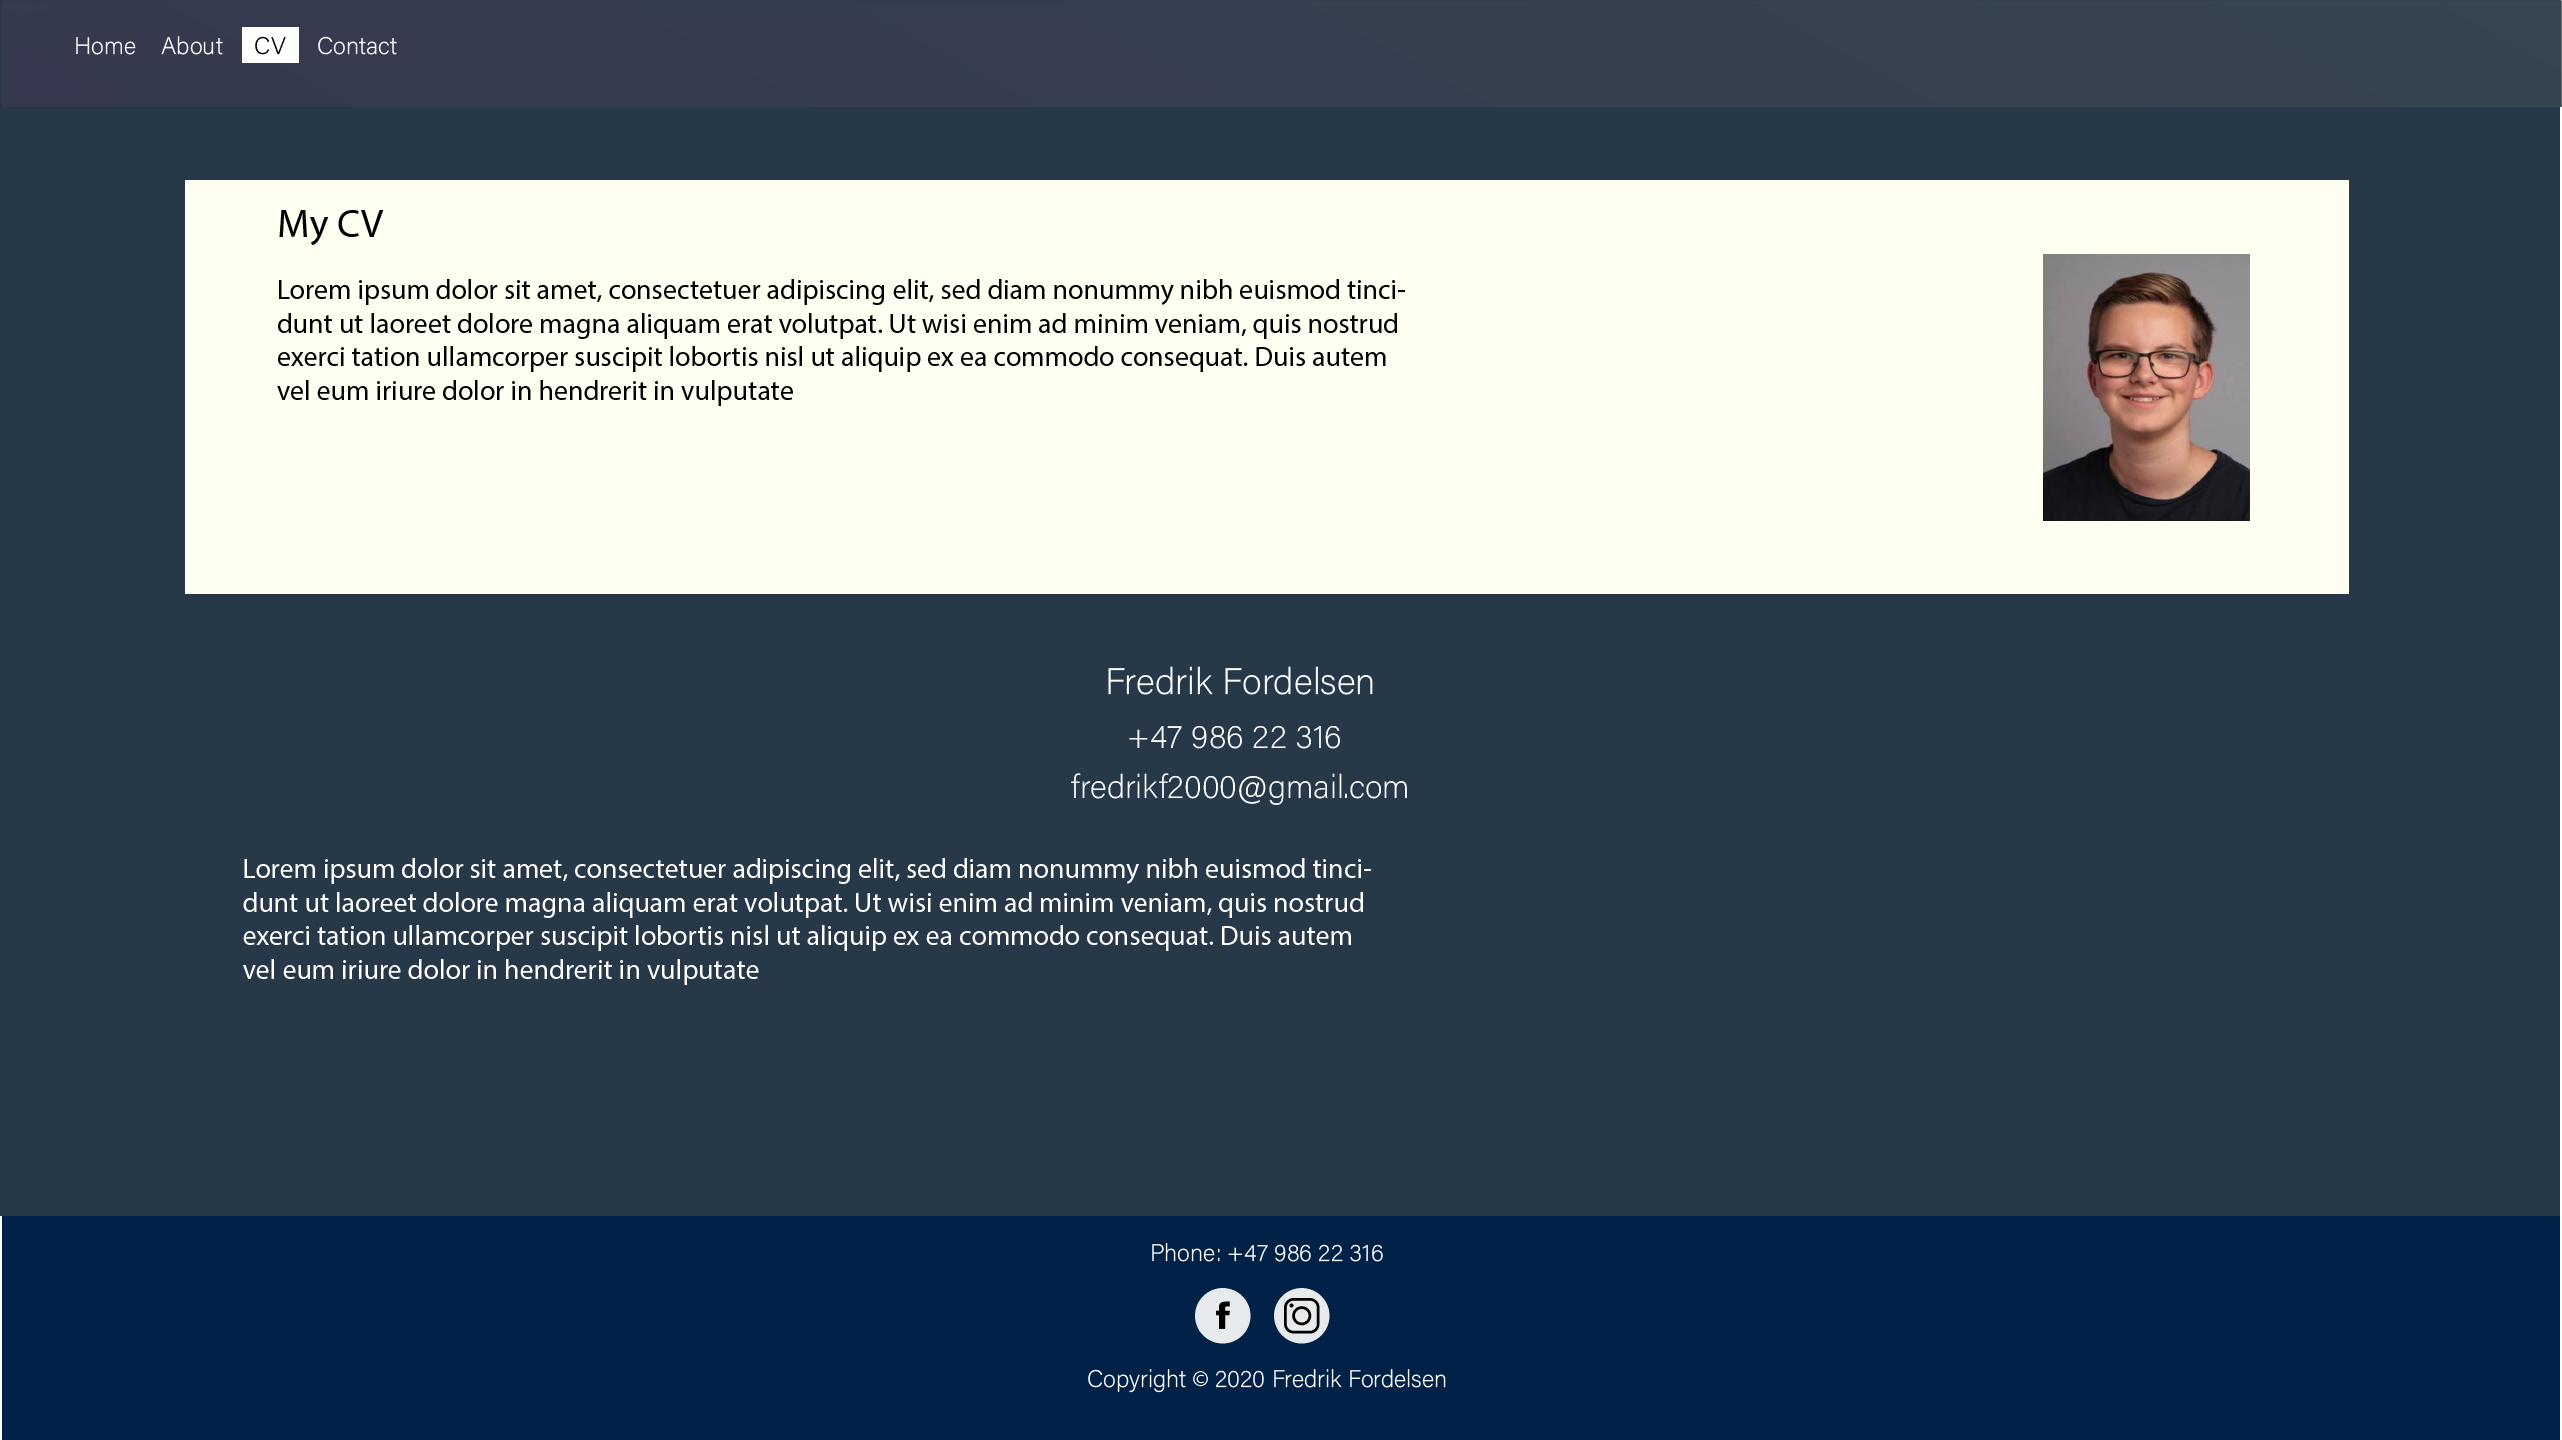 Home About CV Contact
My CV
Lorem ipsum dolor sit amet, consectetuer adipiscing elit, sed diam nonummy nibh euismod tinci-
dunt ut laoreet dolore magna aliquam erat volutpat. Ut wisi enim ad minim veniam, quis nostrud
exerci tation ullamcorper suscipit lobortis nisl ut aliquip ex ea commodo consequat. Duis autem
vel eum iriure dolor in hendrerit in vulputate
Fredrik Fordelsen
+47 986 22 316
fredrikf2000@gmail.com
Lorem ipsum dolor sit amet, consectetuer adipiscing elit, sed diam nonummy nibh euismod tinci-
dunt ut laoreet dolore magna aliquam erat volutpat. Ut wisi enim ad minim veniam, quis nostrud
exerci tation ullamcorper suscipit lobortis nisl ut aliquip ex ea commodo consequat. Duis autem
vel eum iriure dolor in hendrerit in vulputate
Phone: +47 986 22 316
Copyright © 2020 Fredrik Fordelsen